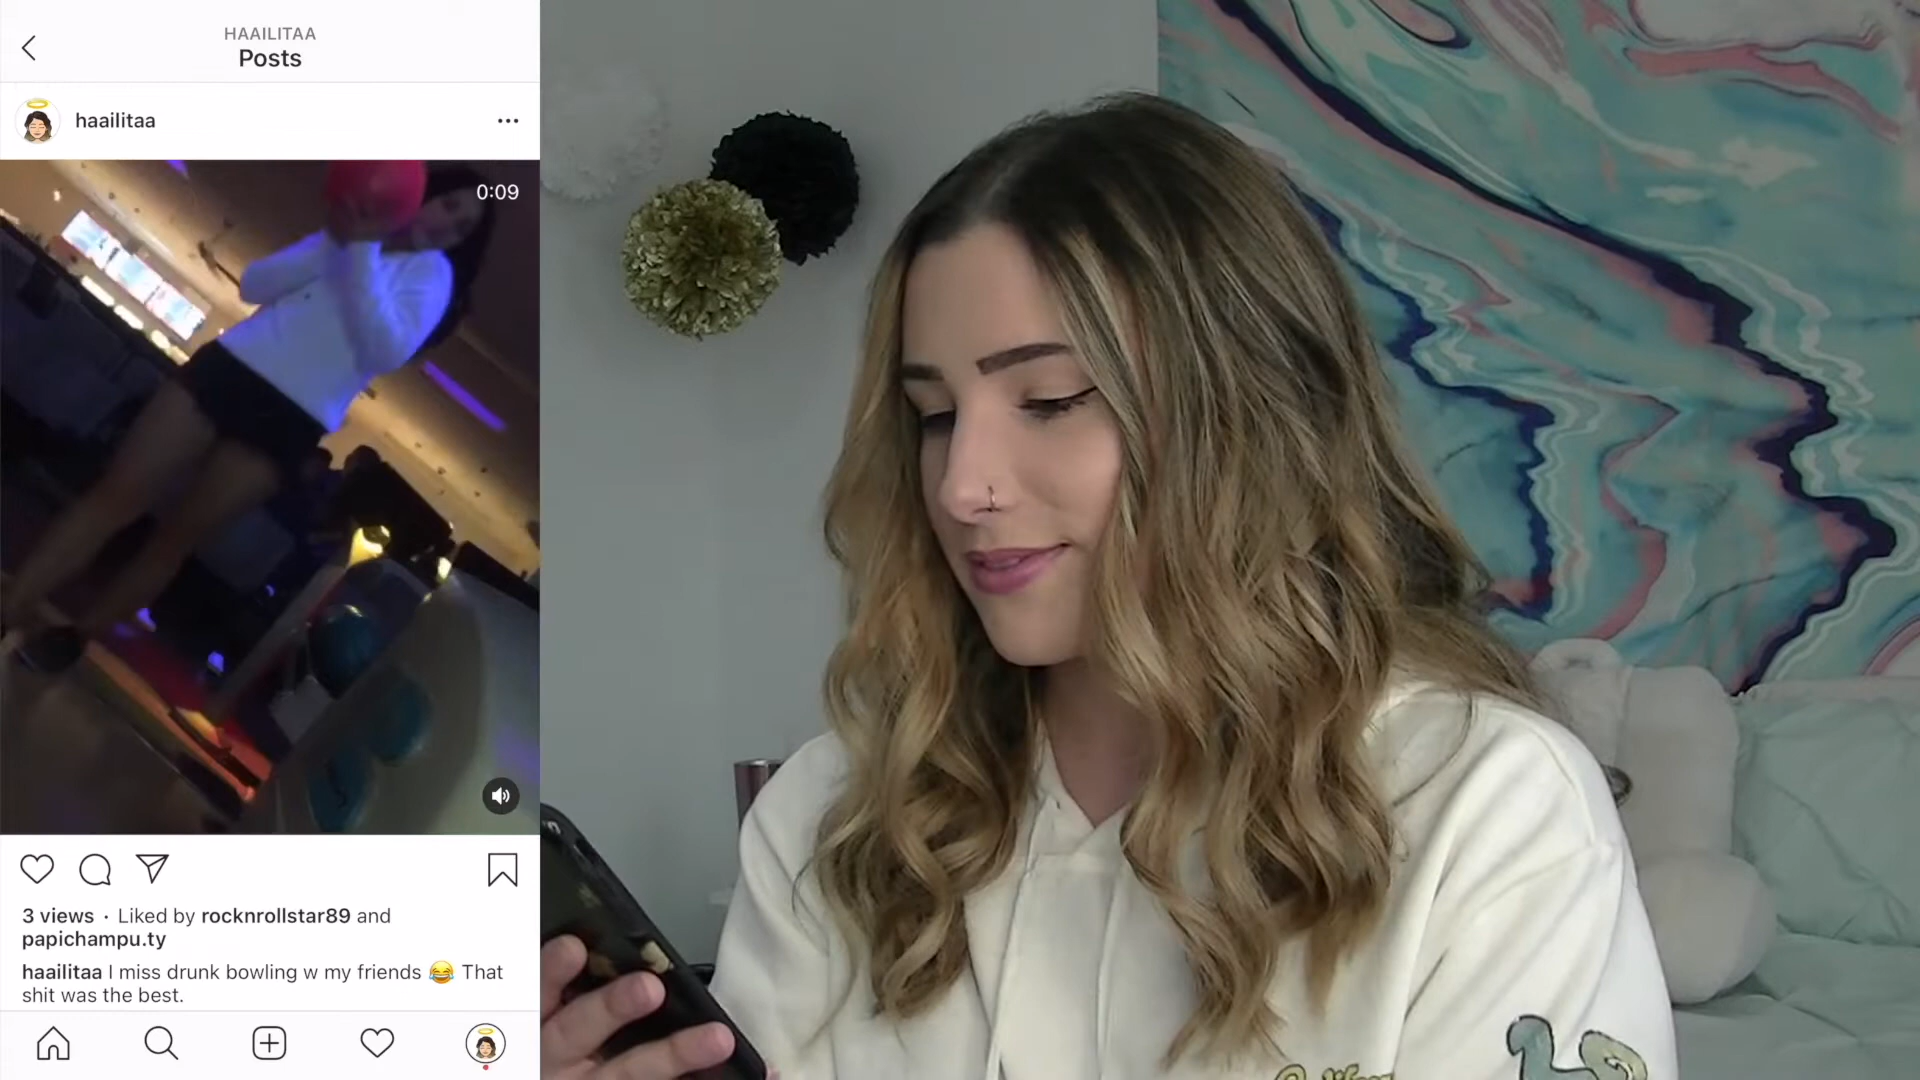 HAAILITAA
Posts
haailitaa
0:09
3 views · Liked by rocknrollstar89 and
papichampu.ty
haailitaa I miss drunk bowling w my friends 😂 That
shit was the best.